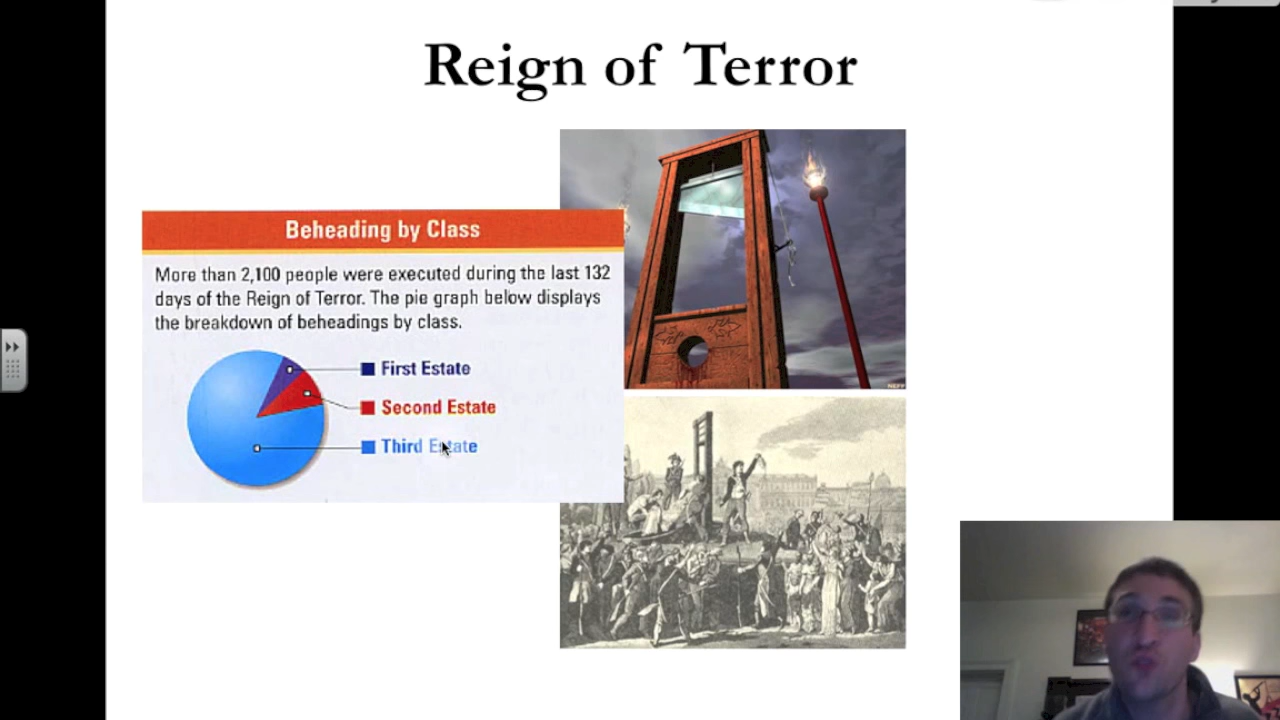 Reign of Terror
Beheading by Class
More than 2,100 people were executed during the last 132
days of the Reign of Terror. The pie graph below displays
the breakdown of beheadings by class.
First Estate
Second Estate
Third Estate
NEFF